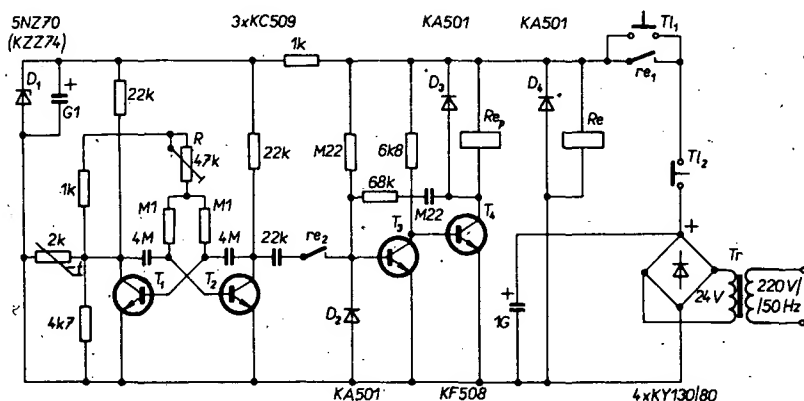 5NZ70
(KZZ74)
3xKC509
KA501
KA501
Tl₁
1k
D₁
+
G1
22k
R
47k
22k
M22
6k8
D₃
Reₚ
D₄
Re
re₁
Tl₂
1k
M1
M1
68k
M22
2k
t
4M
4M
22k
re₂
T₁
T₂
T₃
T₄
+
Tr
24V
220V/
/50Hz
4k7
D₂
+
1G
KA501
KF508
4xKY130/80